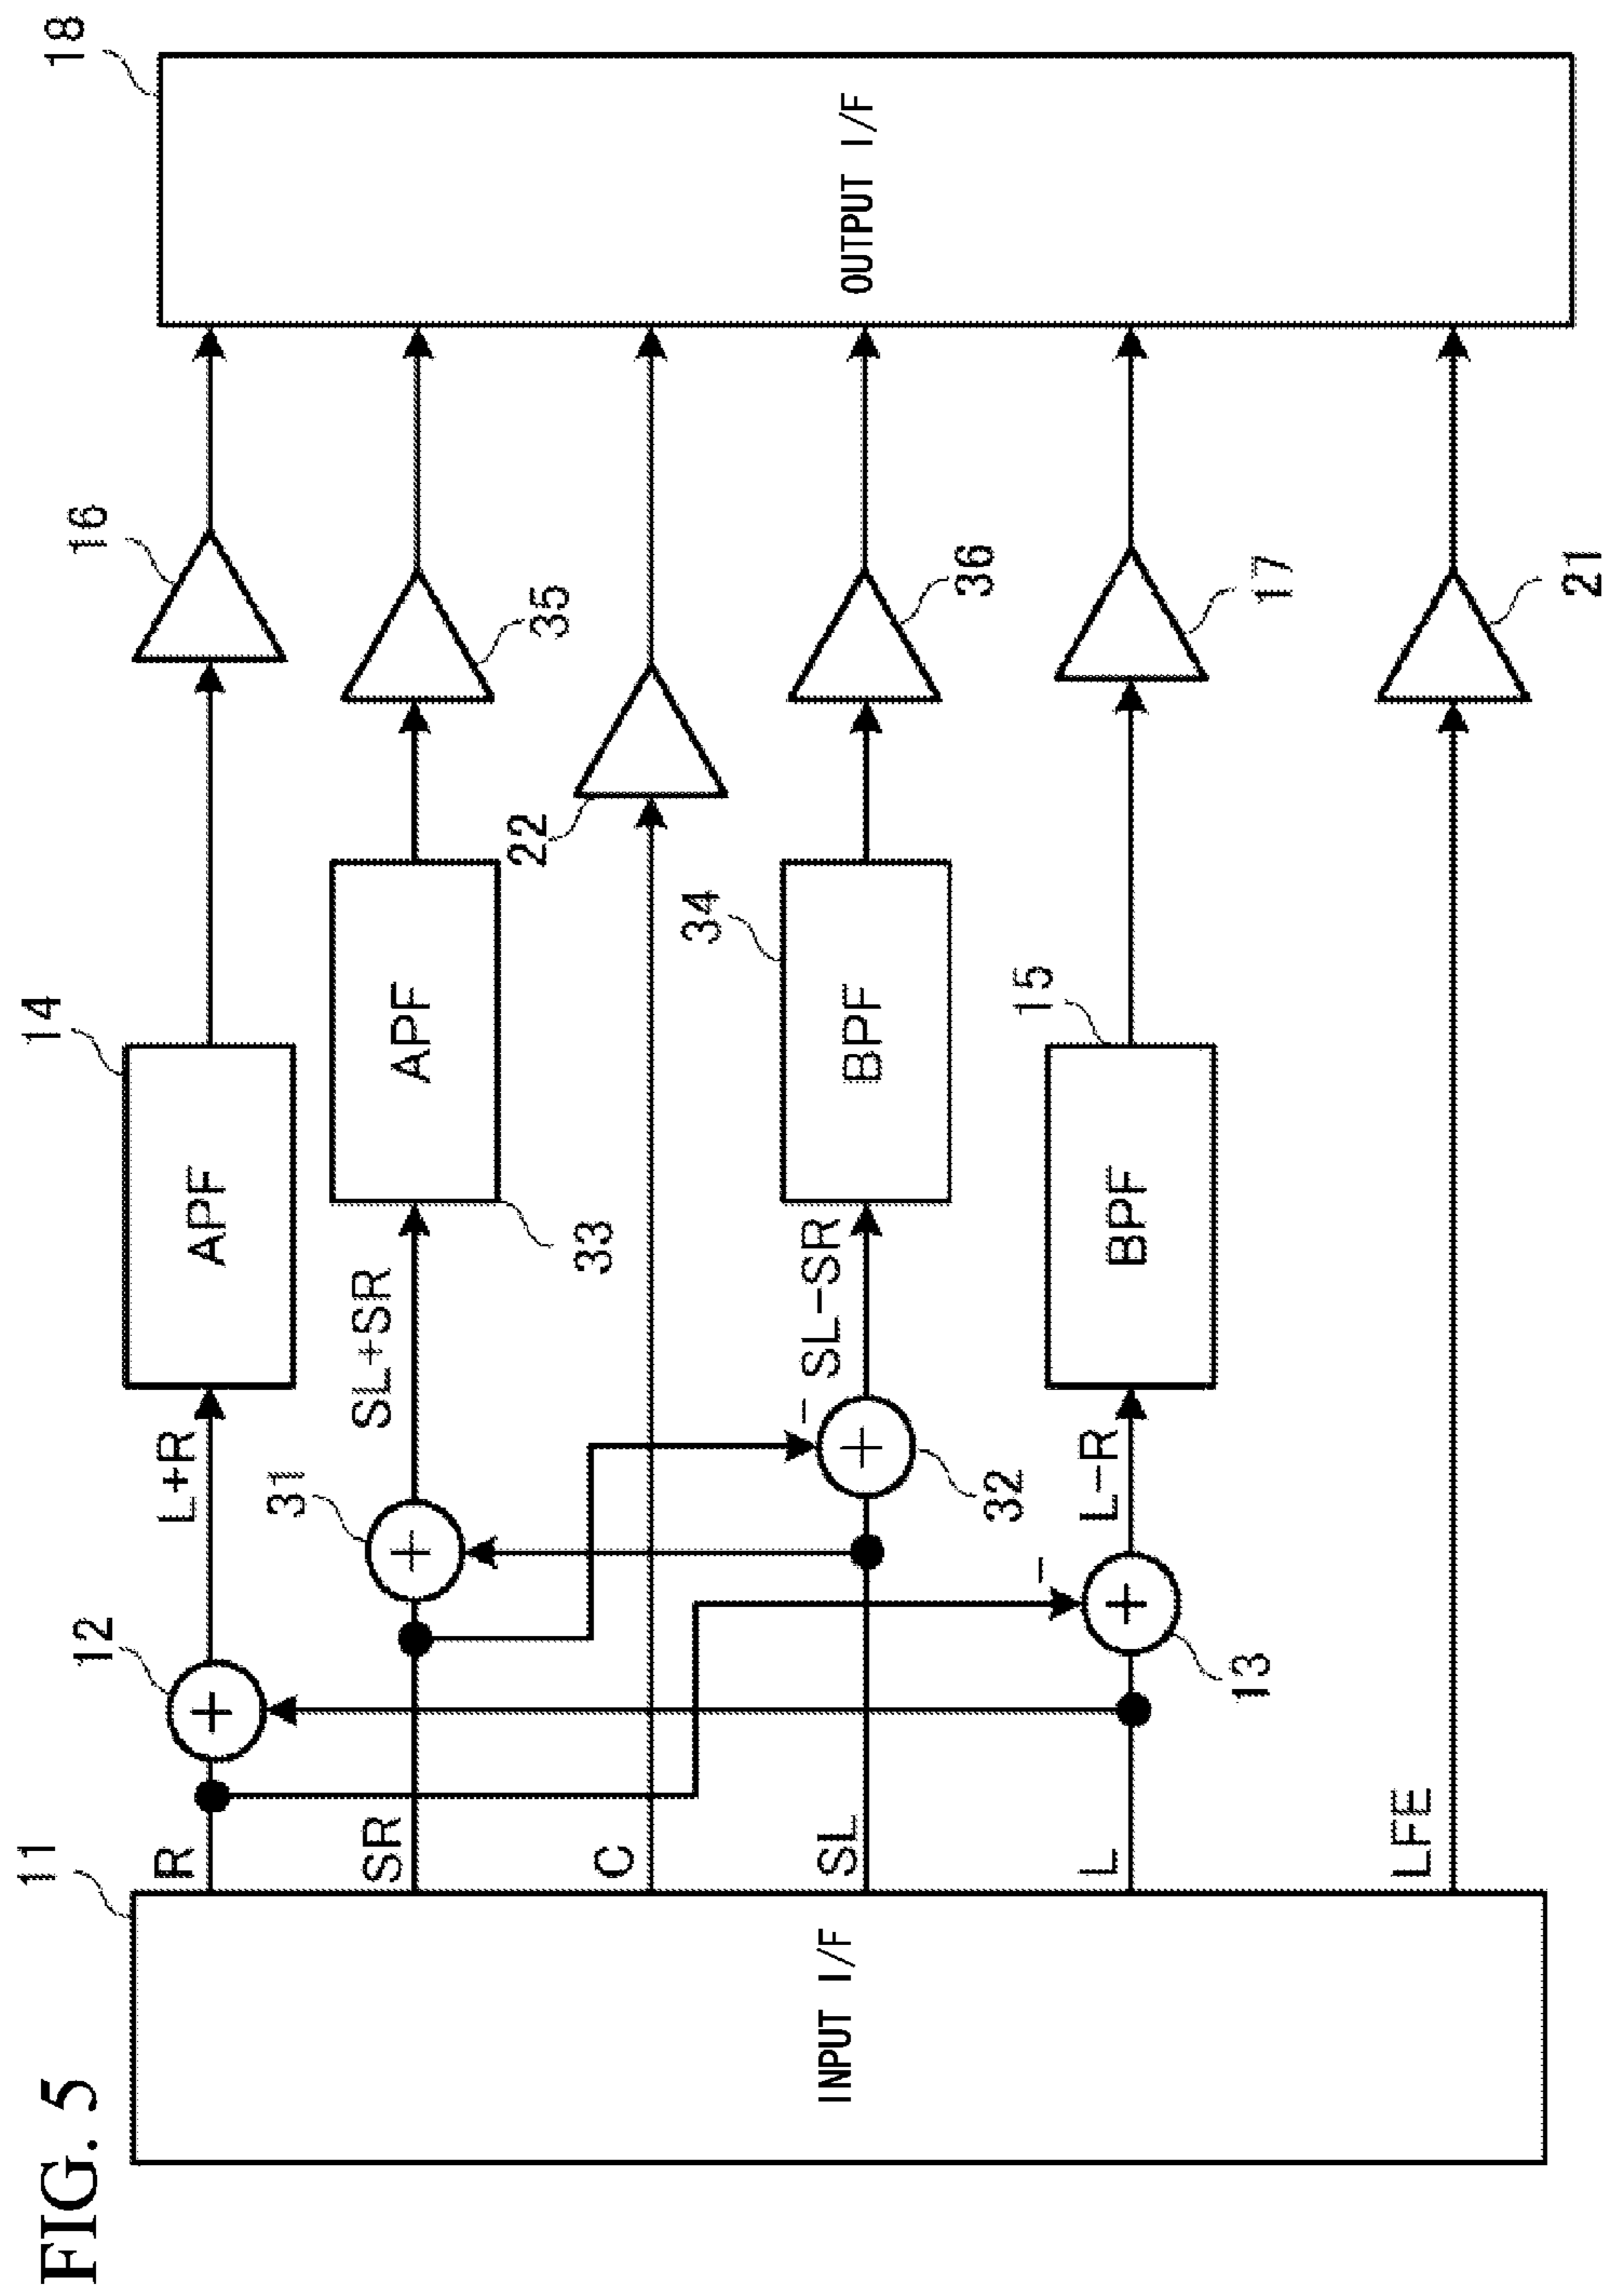 FIG. 5
11
INPUT I/F
R
SR
C
SL
L
LFE
12
13
31
32
L+R
SL+SR
–
SL–SR
–
L–R
14
APF
33
APF
34
BPF
15
BPF
16
35
22
36
17
21
18
OUTPUT I/F
+
+
+
+